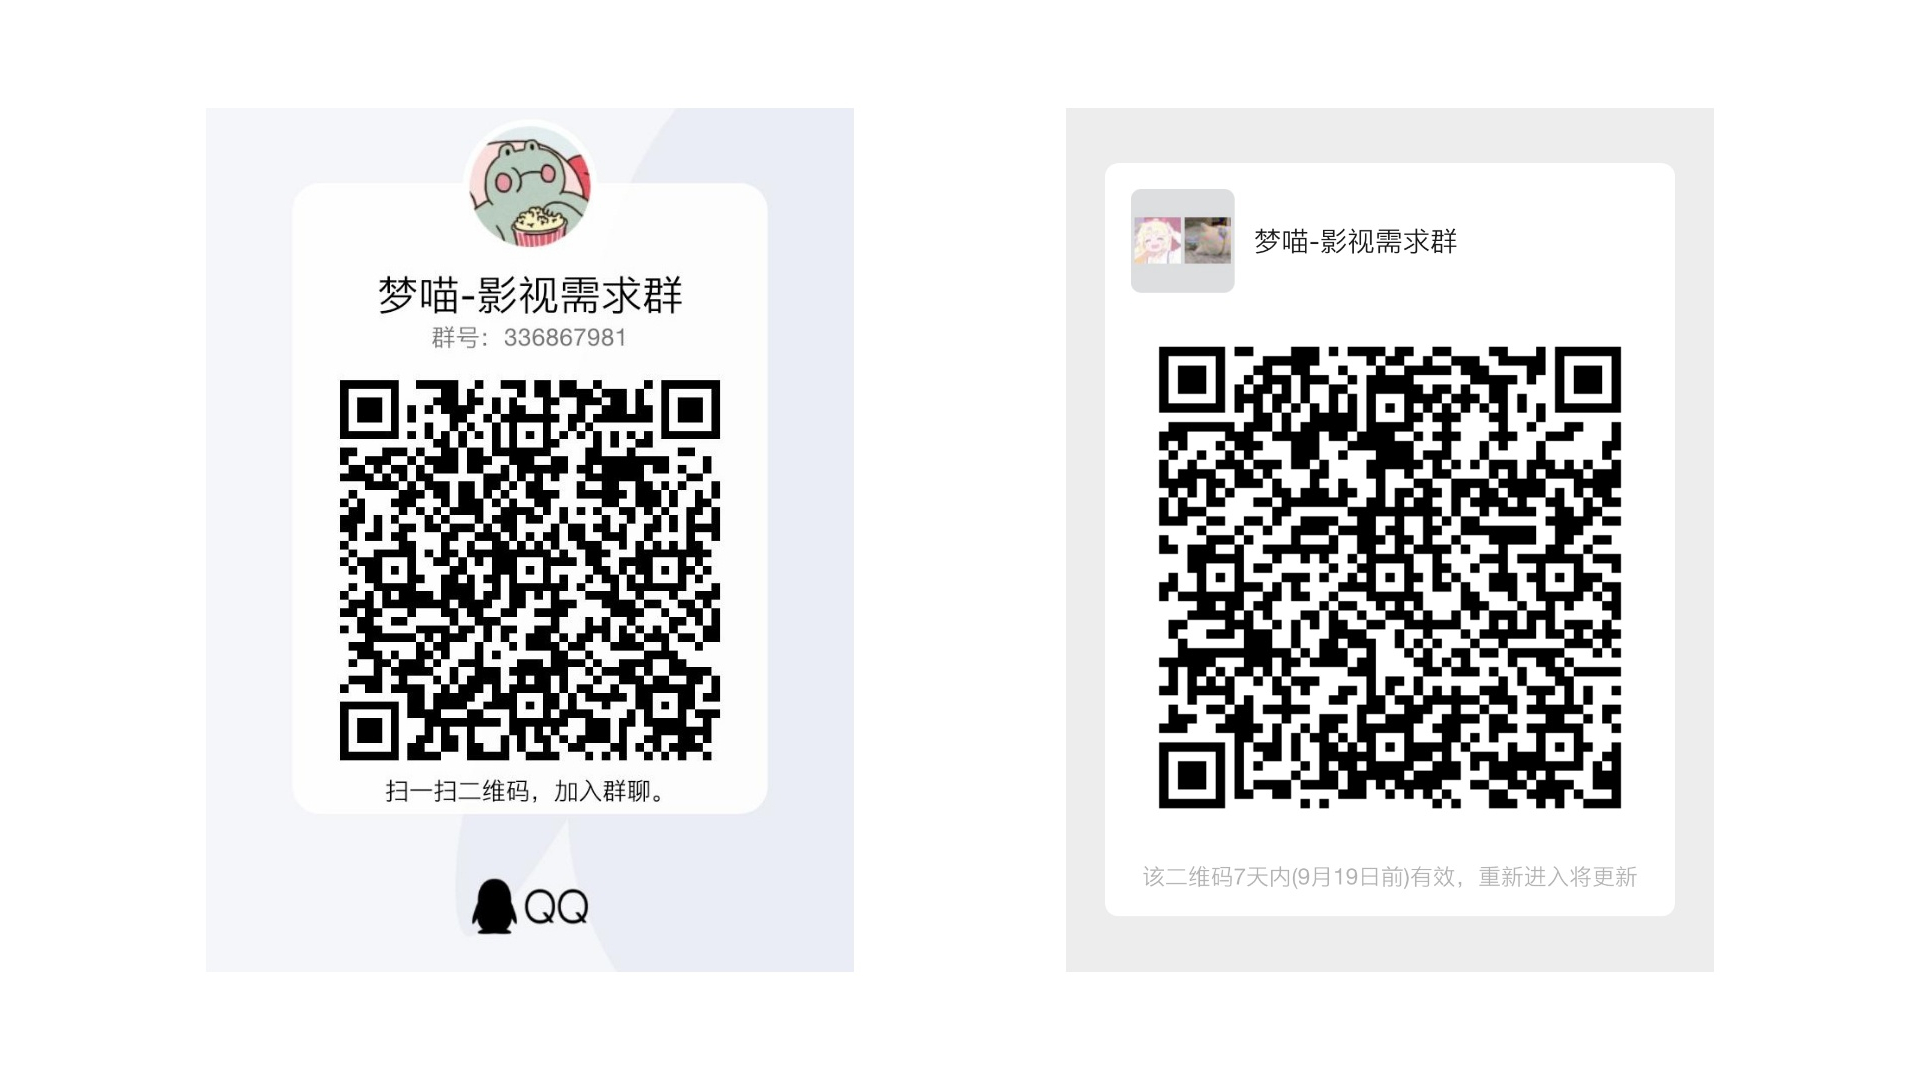 梦喵-影视需求群
群号：336867981
扫一扫二维码，加入群聊。
QQ
梦喵-影视需求群
该二维码7天内(9月19日前)有效，重新进入将更新